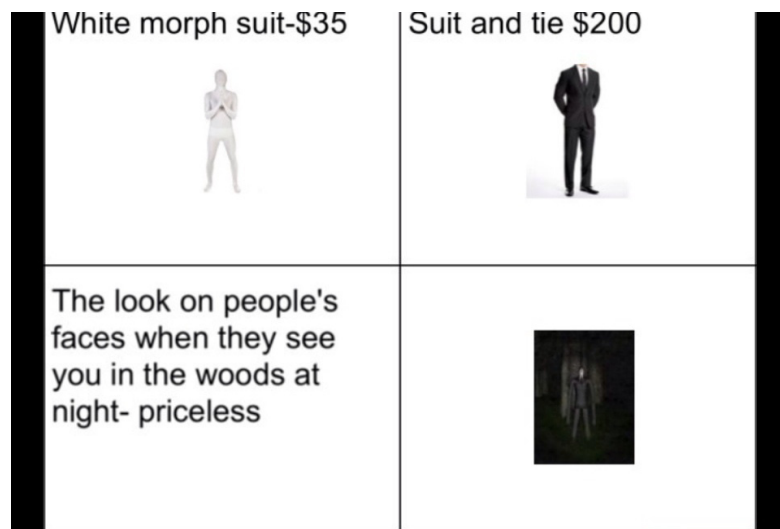 White morph suit-$35
Suit and tie $200
The look on people's
faces when they see
you in the woods at
night- priceless